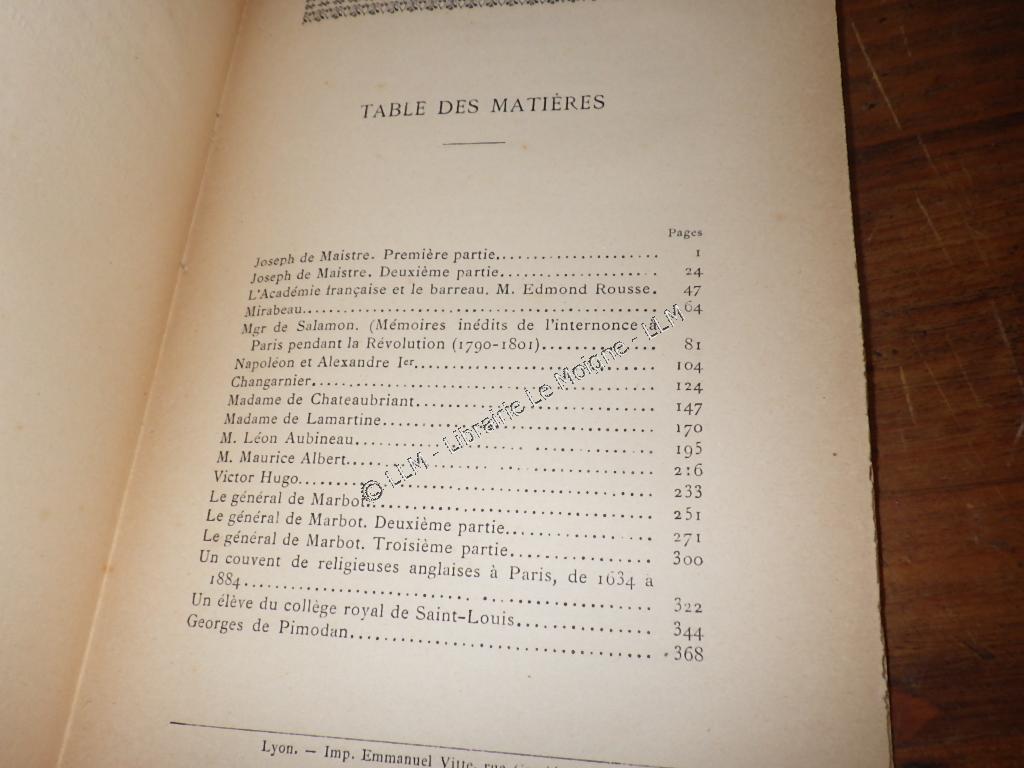 TABLE DES MATIÈRES
Pages
Joseph de Maistre. Première partie...................... 1
Joseph de Maistre. Deuxième partie..................... 24
L'Académie française et le barreau. M. Edmond Rousse. 47
Mirabeau.................................................. 64
Mgr de Salamon. (Mémoires inédits de l'internonce à
Paris pendant la Révolution (1790-1801)................ 81
Napoléon et Alexandre Ier................................ 104
Changarnier.............................................. 124
Madame de Chateaubriant................................ 147
Madame de Lamartine.................................... 170
M. Léon Aubineau........................................ 195
M. Maurice Albert........................................ 2:6
Victor Hugo.............................................. 233
Le général de Marbot.................................... 251
Le général de Marbot. Deuxième partie.................. 271
Le général de Marbot. Troisième partie................. 300
Un couvent de religieuses anglaises à Paris, de 1634 à
1884...................................................... 322
Un élève du collège royal de Saint-Louis................ 344
Georges de Pimodan...................................... 368
Lyon. — Imp. Emmanuel Vitte, rue
© LLM - Librairie Le Moigne - LLM